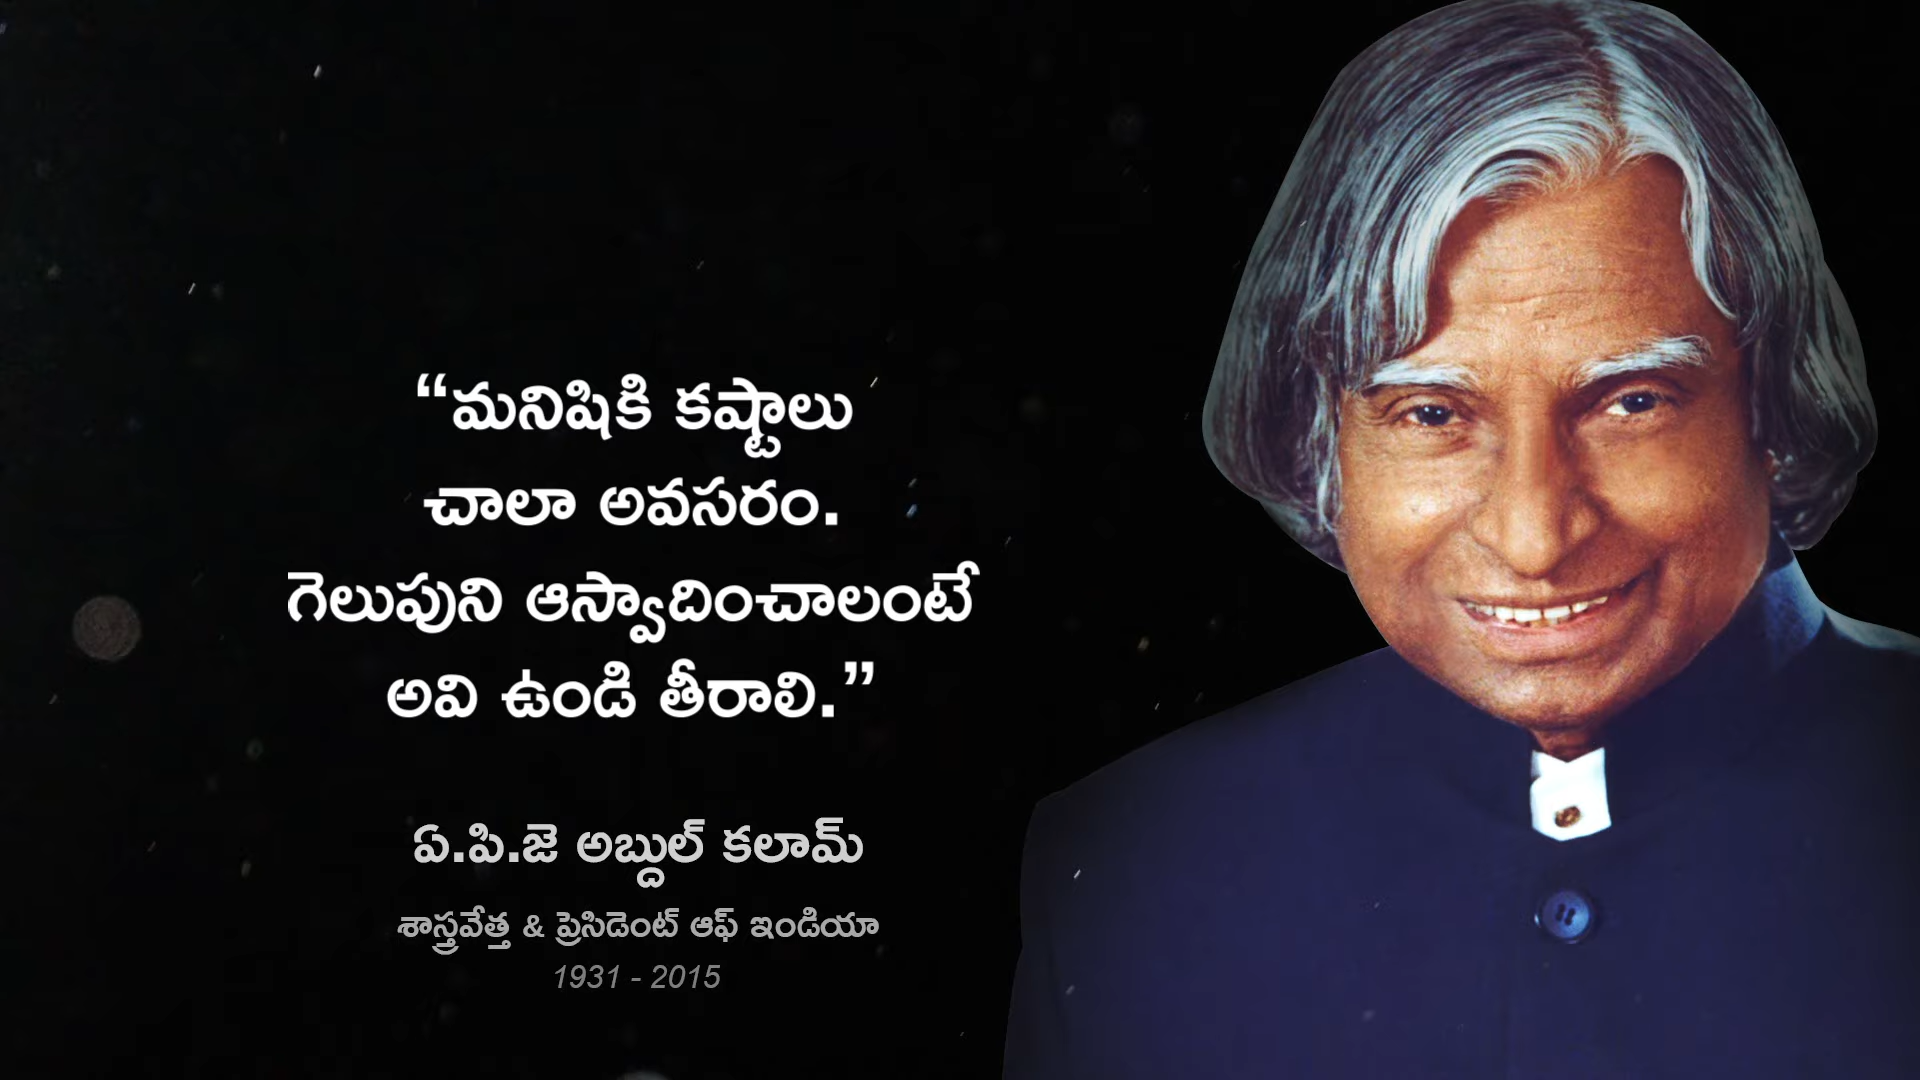 “మనిషికి కష్టాలు
చాలా అవసరం.
గెలుపుని ఆస్వాదించాలంటే
అవి ఉండి తీరాలి.”
ఏ.పి.జె అబ్దుల్ కలామ్
శాస్త్రవేత్త & ప్రెసిడెంట్ ఆఫ్ ఇండియా
1931 - 2015